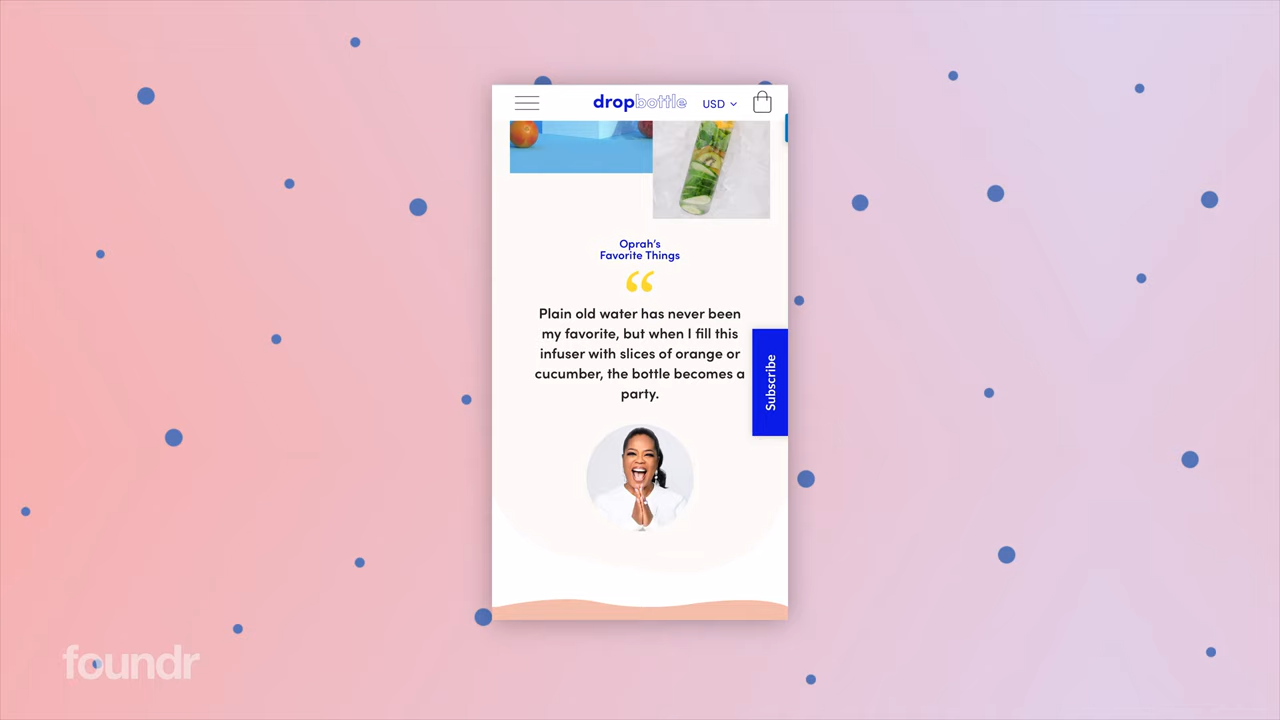 dropbottle
USD
Oprah's
Favorite Things
“
Plain old water has never been
my favorite, but when I fill this
infuser with slices of orange or
cucumber, the bottle becomes a
party.
Subscribe
foundr